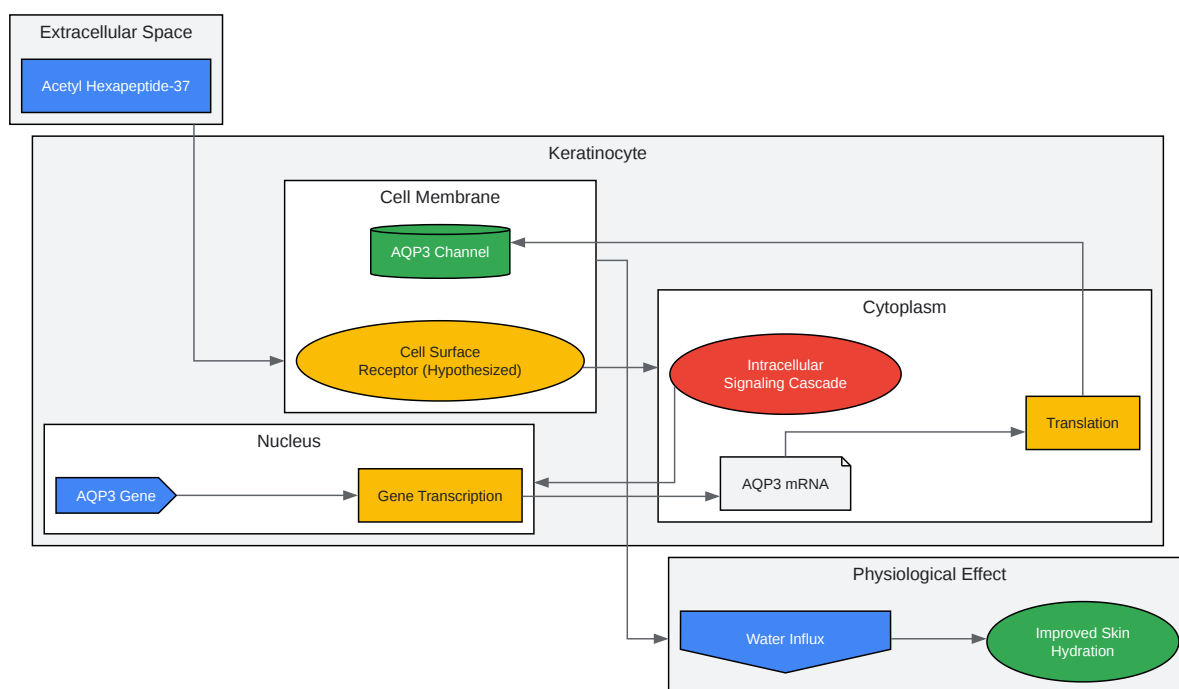 Extracellular Space
Acetyl Hexapeptide-37
Keratinocyte
Cell Membrane
AQP3 Channel
Cell Surface
Receptor (Hypothesized)
Cytoplasm
Intracellular
Signaling Cascade
Translation
AQP3 mRNA
Nucleus
AQP3 Gene
Gene Transcription
Physiological Effect
Water Influx
Improved Skin
Hydration